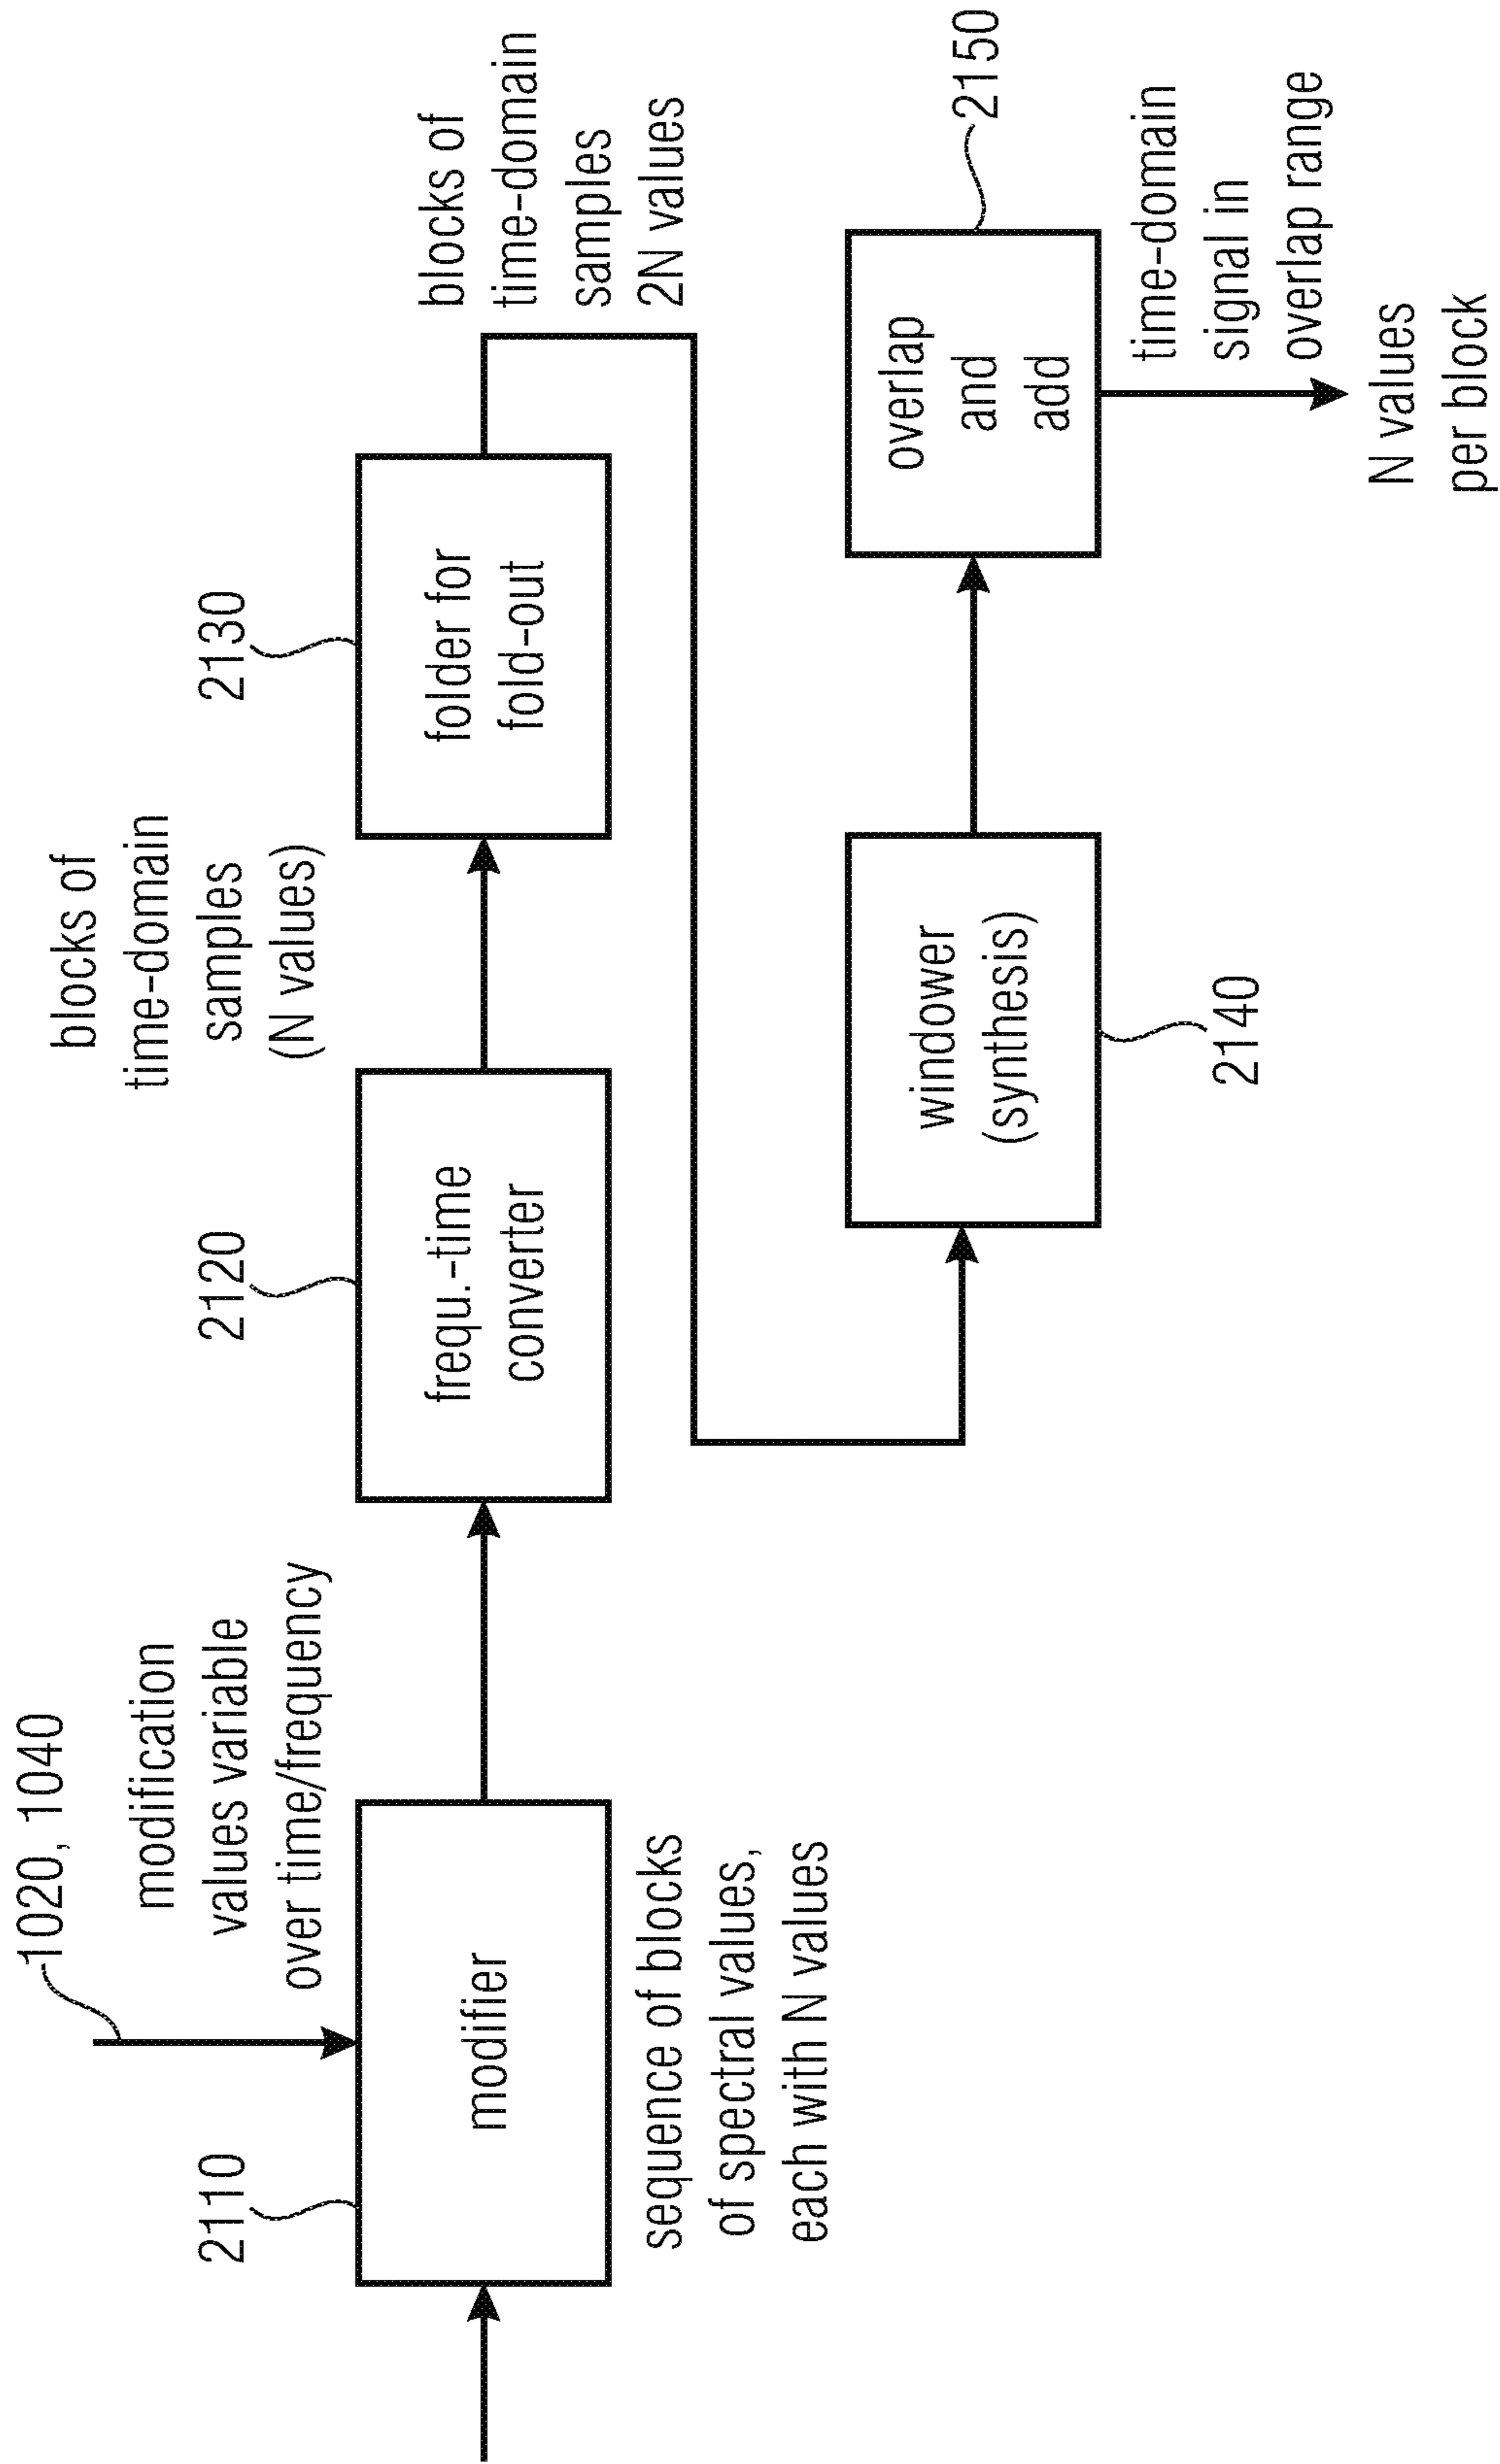 1020, 1040
modification
values variable
over time/frequency
2110
modifier
sequence of blocks
of spectral values,
each with N values
2120
frequ.-time
converter
blocks of
time-domain
samples
(N values)
2130
folder for
fold-out
blocks of
time-domain
samples
2N values
windower
(synthesis)
2140
overlap
and
add
2150
time-domain
signal in
overlap range
N values
per block